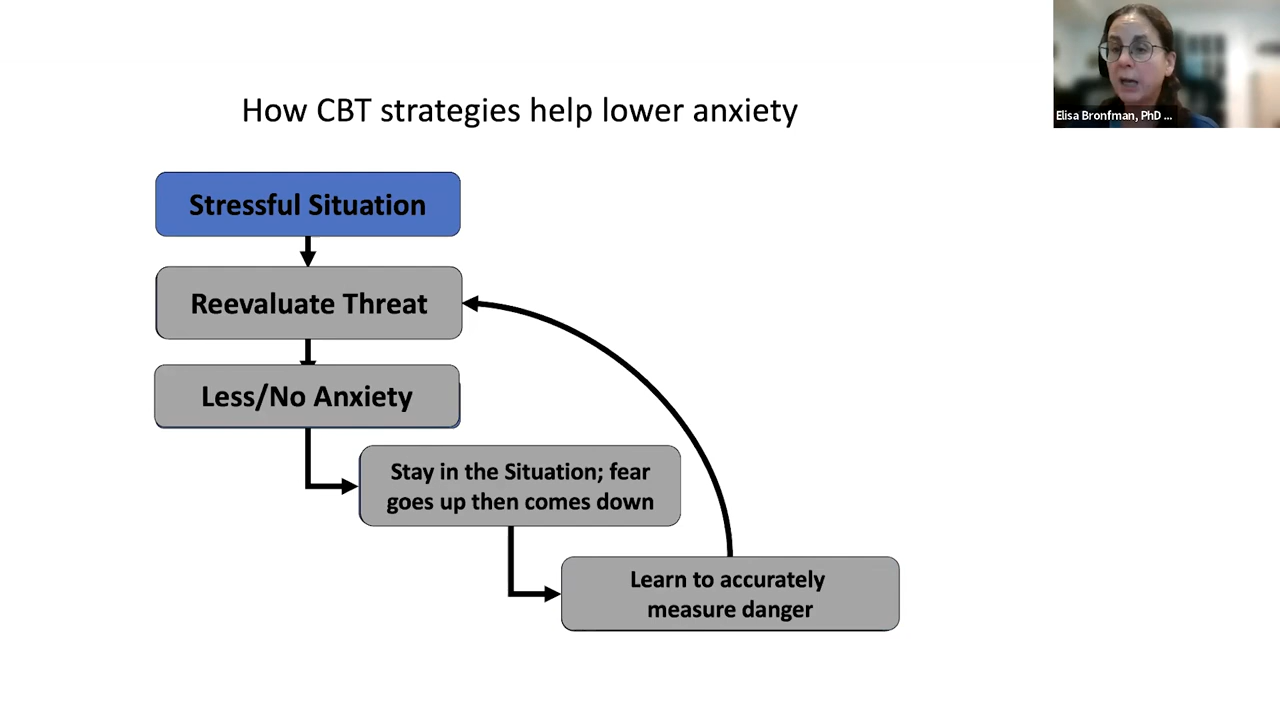 Elisa Bronfman, PhD ...
How CBT strategies help lower anxiety
Stressful Situation
Reevaluate Threat
Less/No Anxiety
Stay in the Situation; fear
goes up then comes down
Learn to accurately
measure danger